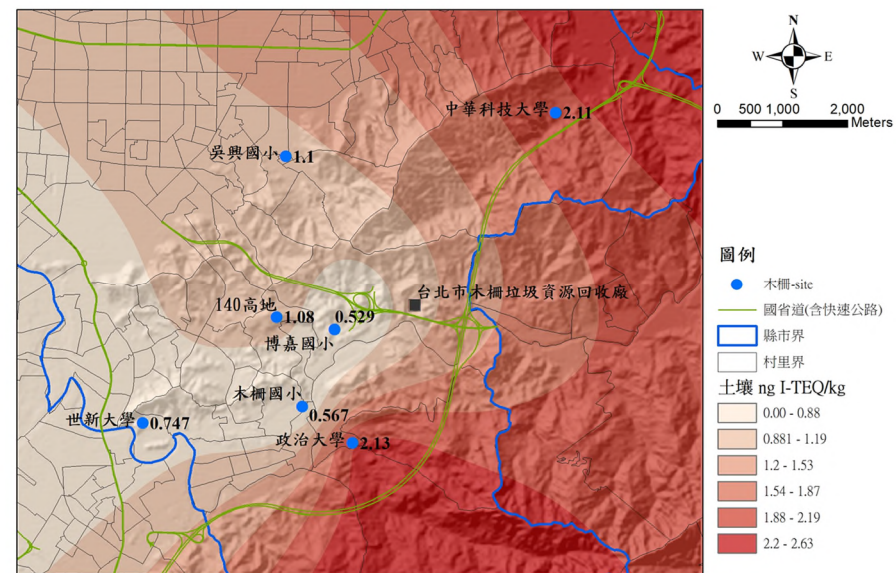 中華科技大學 2.11
吳興國小 1.1
台北市木柵垃圾資源回收廠
140高地 1.08
0.529
博嘉國小
木柵國小
0.567
世新大學 0.747
政治大學 2.13
N
W E
S
0 500 1,000 2,000
Meters
圖例
木柵-site
國省道(含快速公路)
縣市界
村里界
土壤 ng I-TEQ/kg
0.00 - 0.88
0.881 - 1.19
1.2 - 1.53
1.54 - 1.87
1.88 - 2.19
2.2 - 2.63